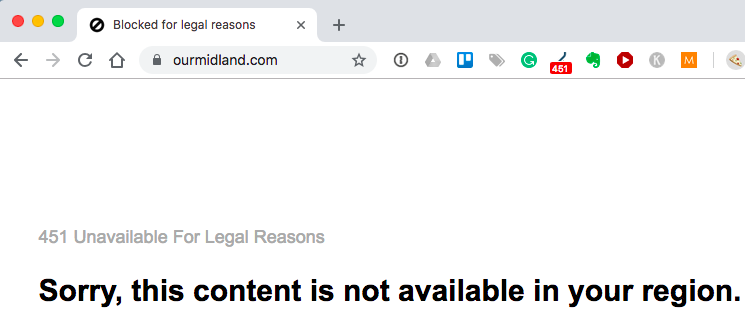 Blocked for legal reasons
ourmidland.com
451
451 Unavailable For Legal Reasons
Sorry, this content is not available in your region.